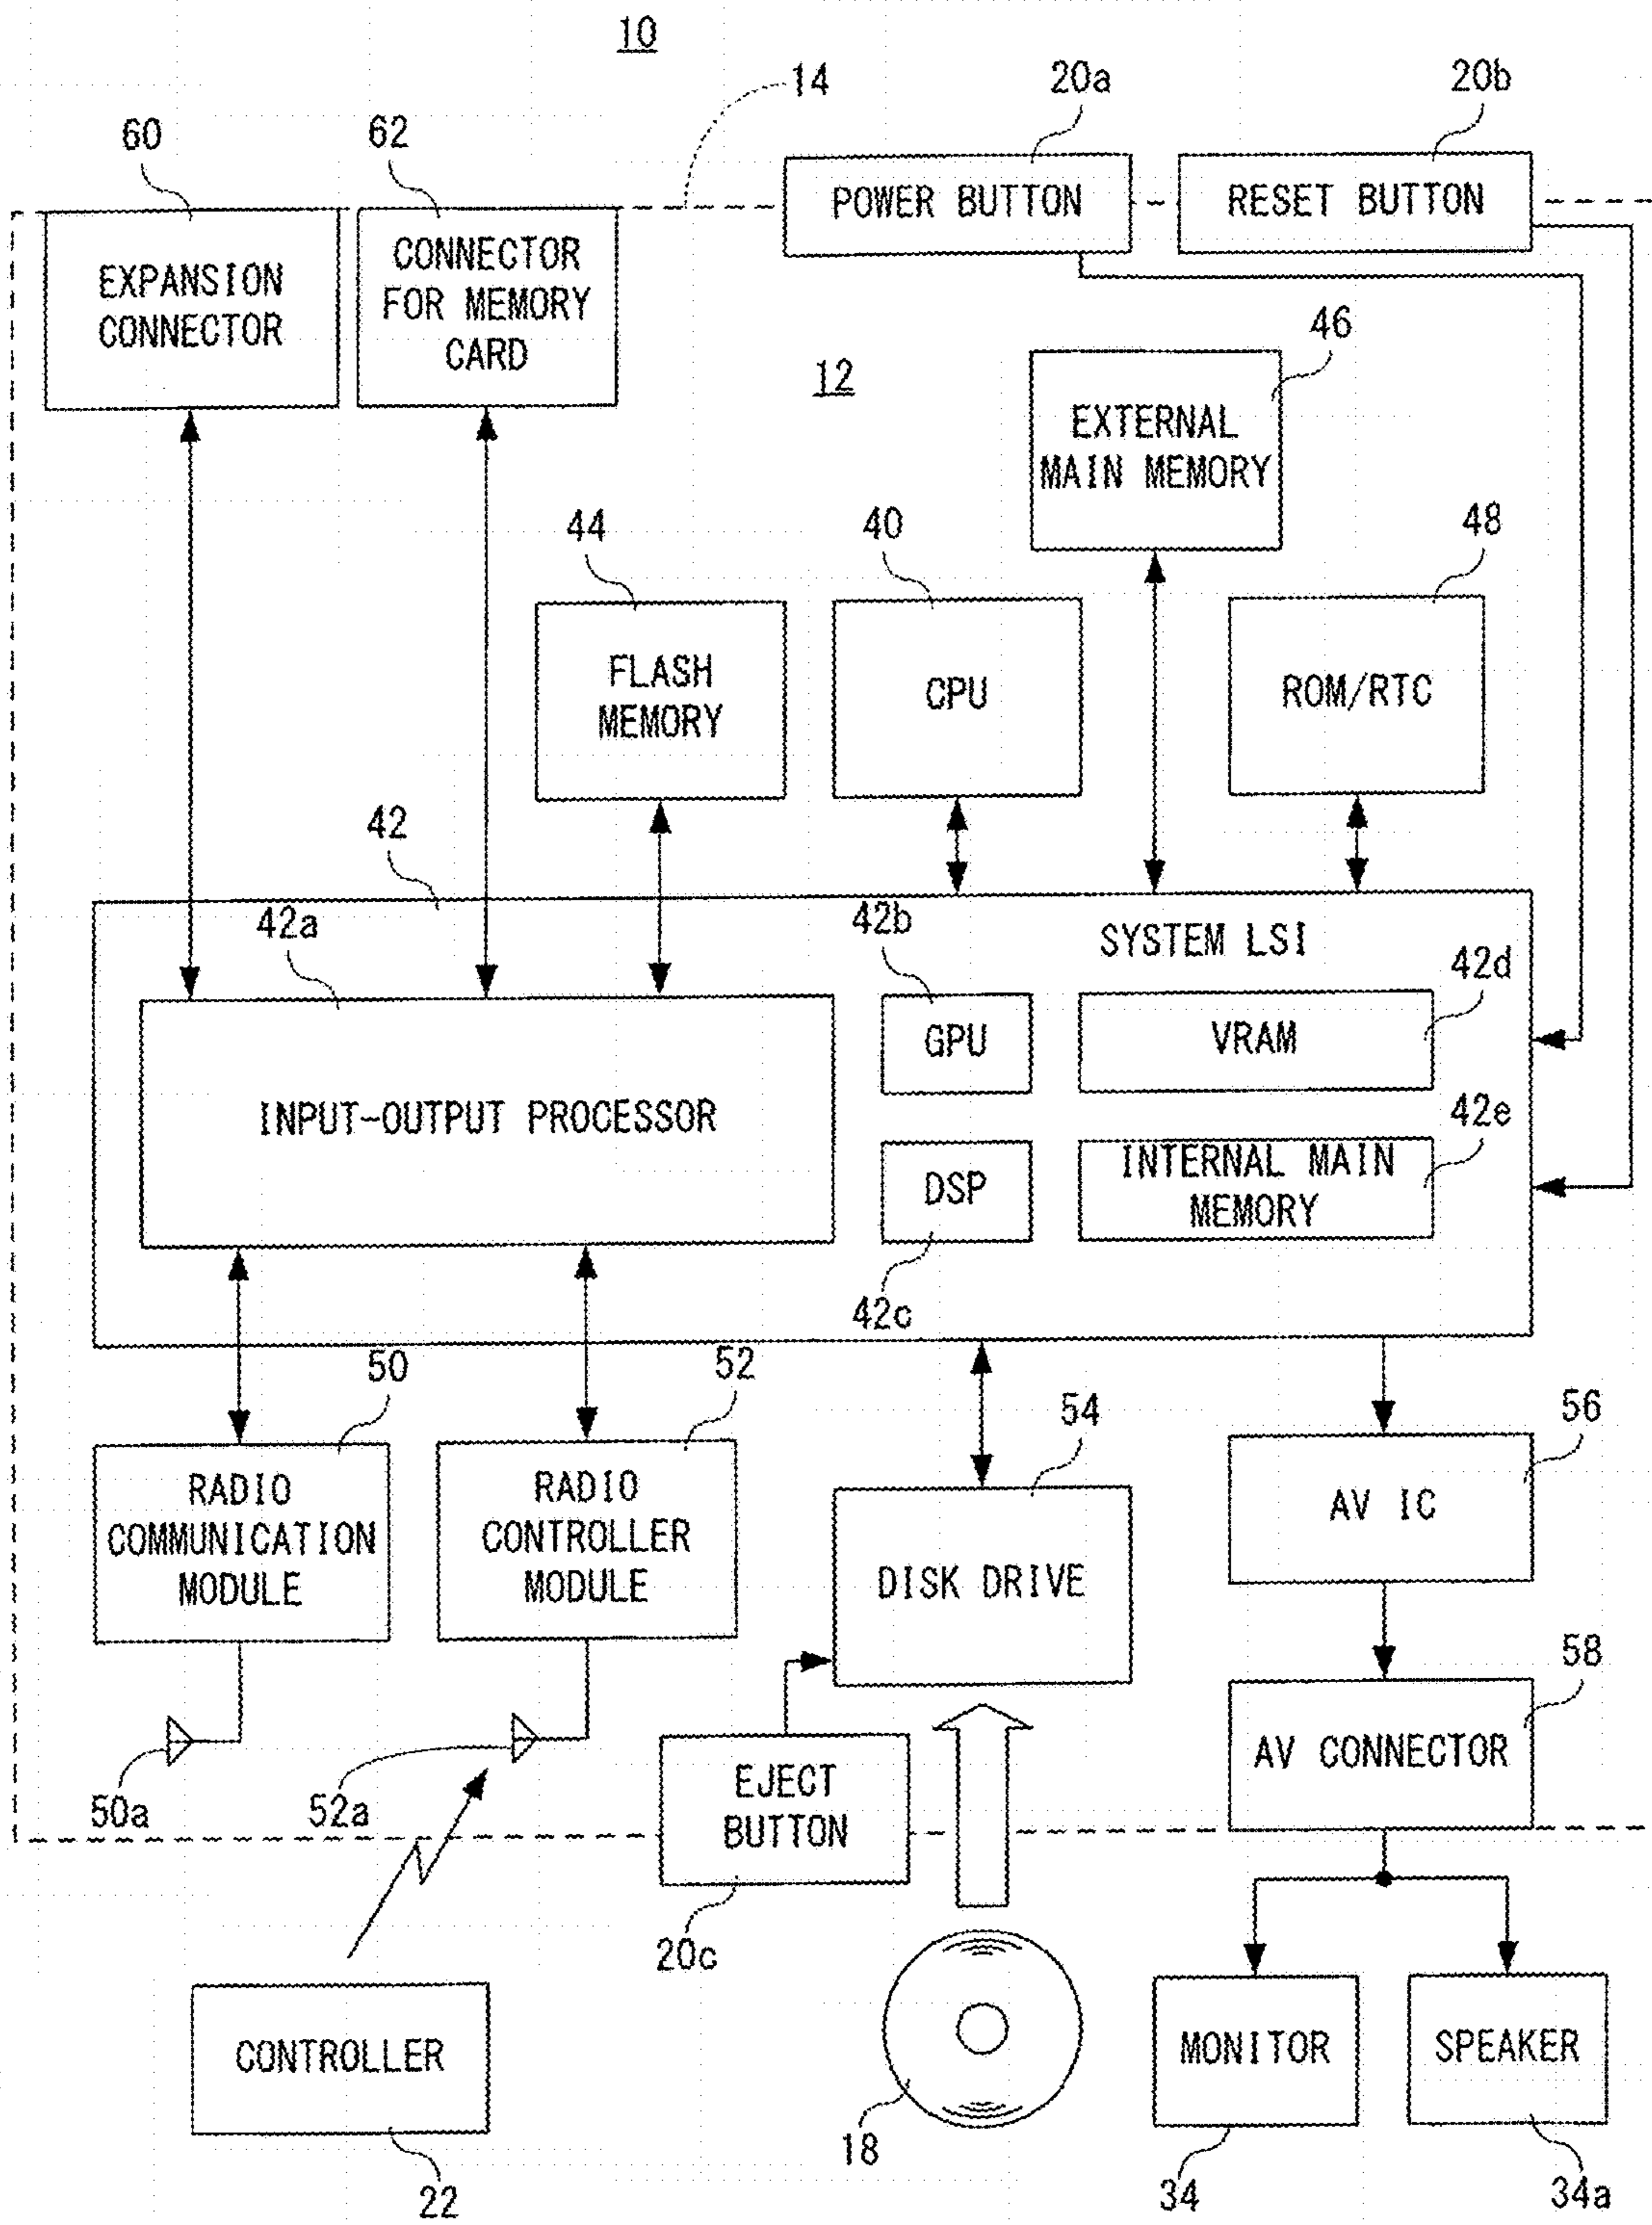 10
14
20a
20b
60
62
POWER BUTTON
RESET BUTTON
EXPANSION
CONNECTOR
CONNECTOR
FOR MEMORY
CARD
12
46
EXTERNAL
MAIN MEMORY
44
40
48
FLASH
MEMORY
CPU
ROM/RTC
42
42a
42b
SYSTEM LSI
42d
GPU
VRAM
INPUT-OUTPUT PROCESSOR
42e
DSP
INTERNAL MAIN
MEMORY
42c
50
52
54
56
RADIO
COMMUNICATION
MODULE
RADIO
CONTROLLER
MODULE
DISK DRIVE
AV IC
58
50a
52a
EJECT
BUTTON
AV CONNECTOR
20c
CONTROLLER
MONITOR
SPEAKER
18
22
34
34a